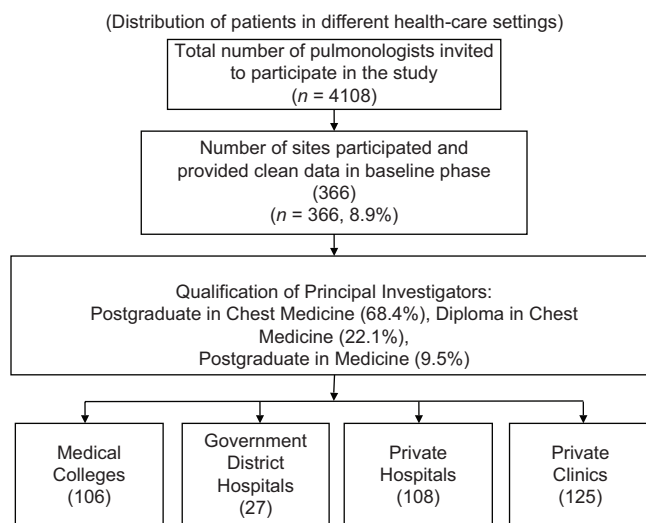 (Distribution of patients in different health-care settings)
Total number of pulmonologists invited
to participate in the study
(n = 4108)
Number of sites participated and
provided clean data in baseline phase
(366)
(n = 366, 8.9%)
Qualification of Principal Investigators:
Postgraduate in Chest Medicine (68.4%), Diploma in Chest
Medicine (22.1%),
Postgraduate in Medicine (9.5%)
Medical
Colleges
(106)
Government
District
Hospitals
(27)
Private
Hospitals
(108)
Private
Clinics
(125)